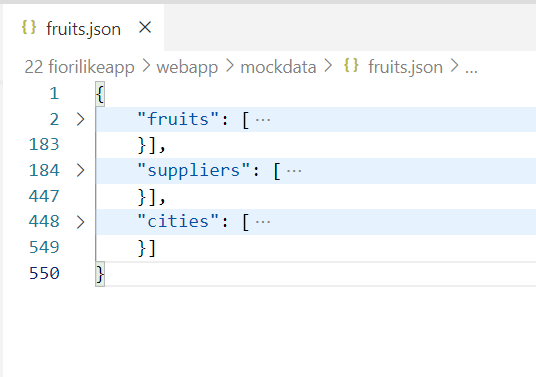 {} fruits.json ×
22 fiorilikeapp > webapp > mockdata > {} fruits.json > ...
1 {
2 > "fruits": [ ···
183 }],
184 > "suppliers": [ ···
447 }],
448 > "cities": [ ···
549 }]
550 }